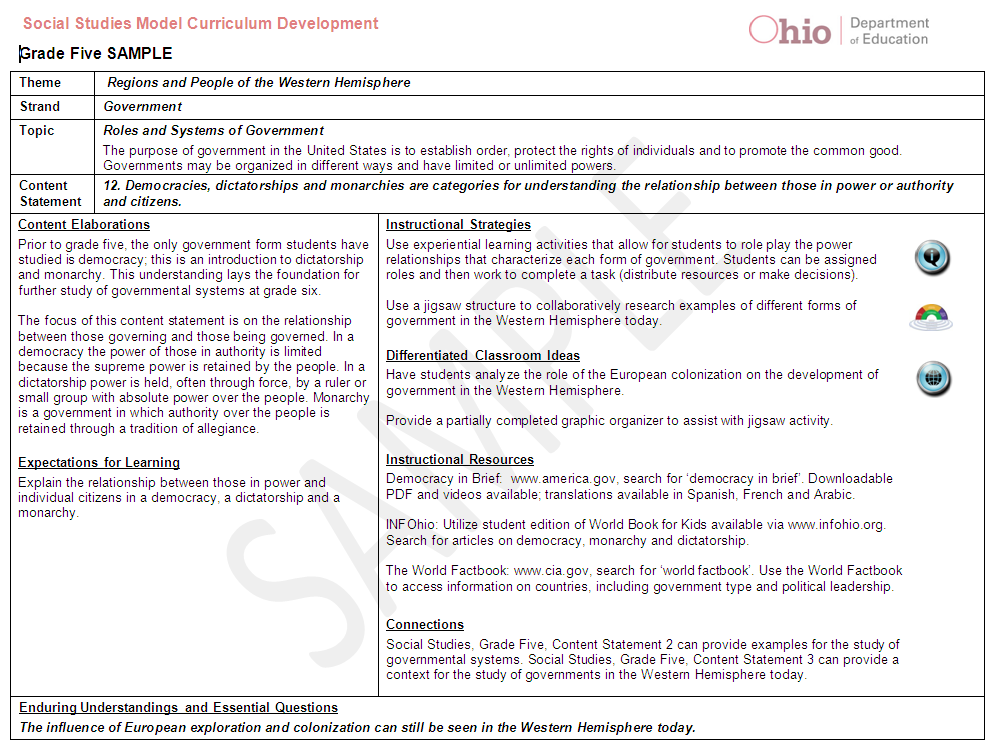 Social Studies Model Curriculum Development
Ohio Department
of Education
Grade Five SAMPLE
Theme Regions and People of the Western Hemisphere
Strand Government
Topic Roles and Systems of Government
The purpose of government in the United States is to establish order, protect the rights of individuals and to promote the common good.
Governments may be organized in different ways and have limited or unlimited powers.
Content Statement 12. Democracies, dictatorships and monarchies are categories for understanding the relationship between those in power or authority
and citizens.
Content Elaborations
Prior to grade five, the only government form students have
studied is democracy; this is an introduction to dictatorship
and monarchy. This understanding lays the foundation for
further study of governmental systems at grade six.
The focus of this content statement is on the relationship
between those governing and those being governed. In a
democracy the power of those in authority is limited
because the supreme power is retained by the people. In a
dictatorship power is held, often through force, by a ruler or
small group with absolute power over the people. Monarchy
is a government in which authority over the people is
retained through a tradition of allegiance.
Expectations for Learning
Explain the relationship between those in power and
individual citizens in a democracy, a dictatorship and a
monarchy.
Instructional Strategies
Use experiential learning activities that allow for students to role play the power
relationships that characterize each form of government. Students can be assigned
roles and then work to complete a task (distribute resources or make decisions).
Use a jigsaw structure to collaboratively research examples of different forms of
government in the Western Hemisphere today.
Differentiated Classroom Ideas
Have students analyze the role of the European colonization on the development of
government in the Western Hemisphere.
Provide a partially completed graphic organizer to assist with jigsaw activity.
Instructional Resources
Democracy in Brief: www.america.gov, search for ‘democracy in brief’. Downloadable
PDF and videos available; translations available in Spanish, French and Arabic.
INFOhio: Utilize student edition of World Book for Kids available via www.infohio.org.
Search for articles on democracy, monarchy and dictatorship.
The World Factbook: www.cia.gov, search for ‘world factbook’. Use the World Factbook
to access information on countries, including government type and political leadership.
Connections
Social Studies, Grade Five, Content Statement 2 can provide examples for the study of
governmental systems. Social Studies, Grade Five, Content Statement 3 can provide a
context for the study of governments in the Western Hemisphere today.
Enduring Understandings and Essential Questions
The influence of European exploration and colonization can still be seen in the Western Hemisphere today.
SAMPLE